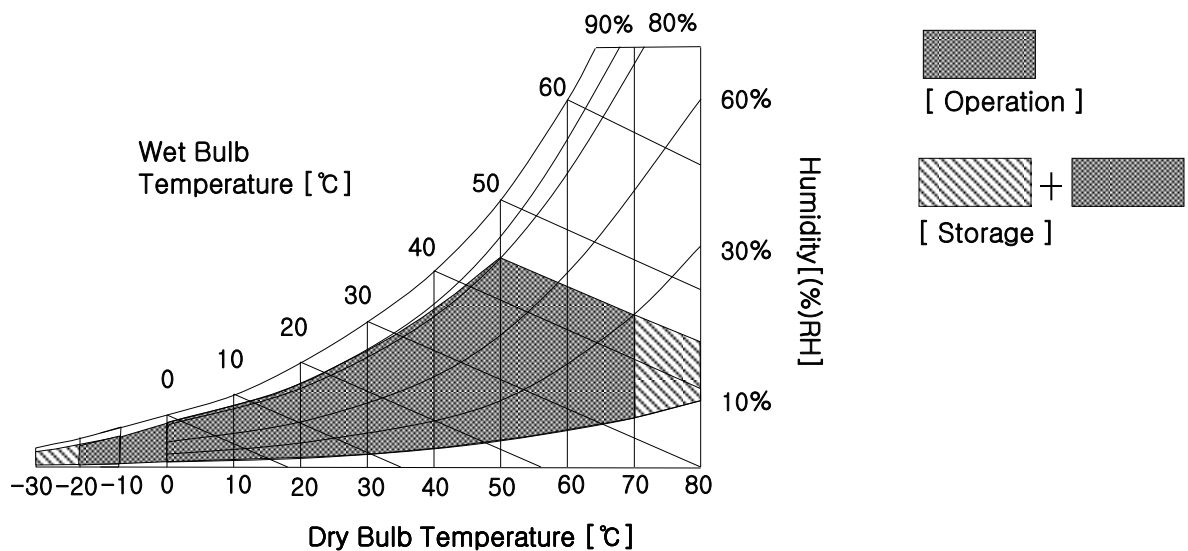 90% 80%
60
60%
[ Operation ]
Wet Bulb
Temperature [℃]
50
40
30%
[ Storage ]
Humidity[(%)RH]
30
20
10
0
10%
-30 -20 -10 0 10 20 30 40 50 60 70 80
Dry Bulb Temperature [℃]